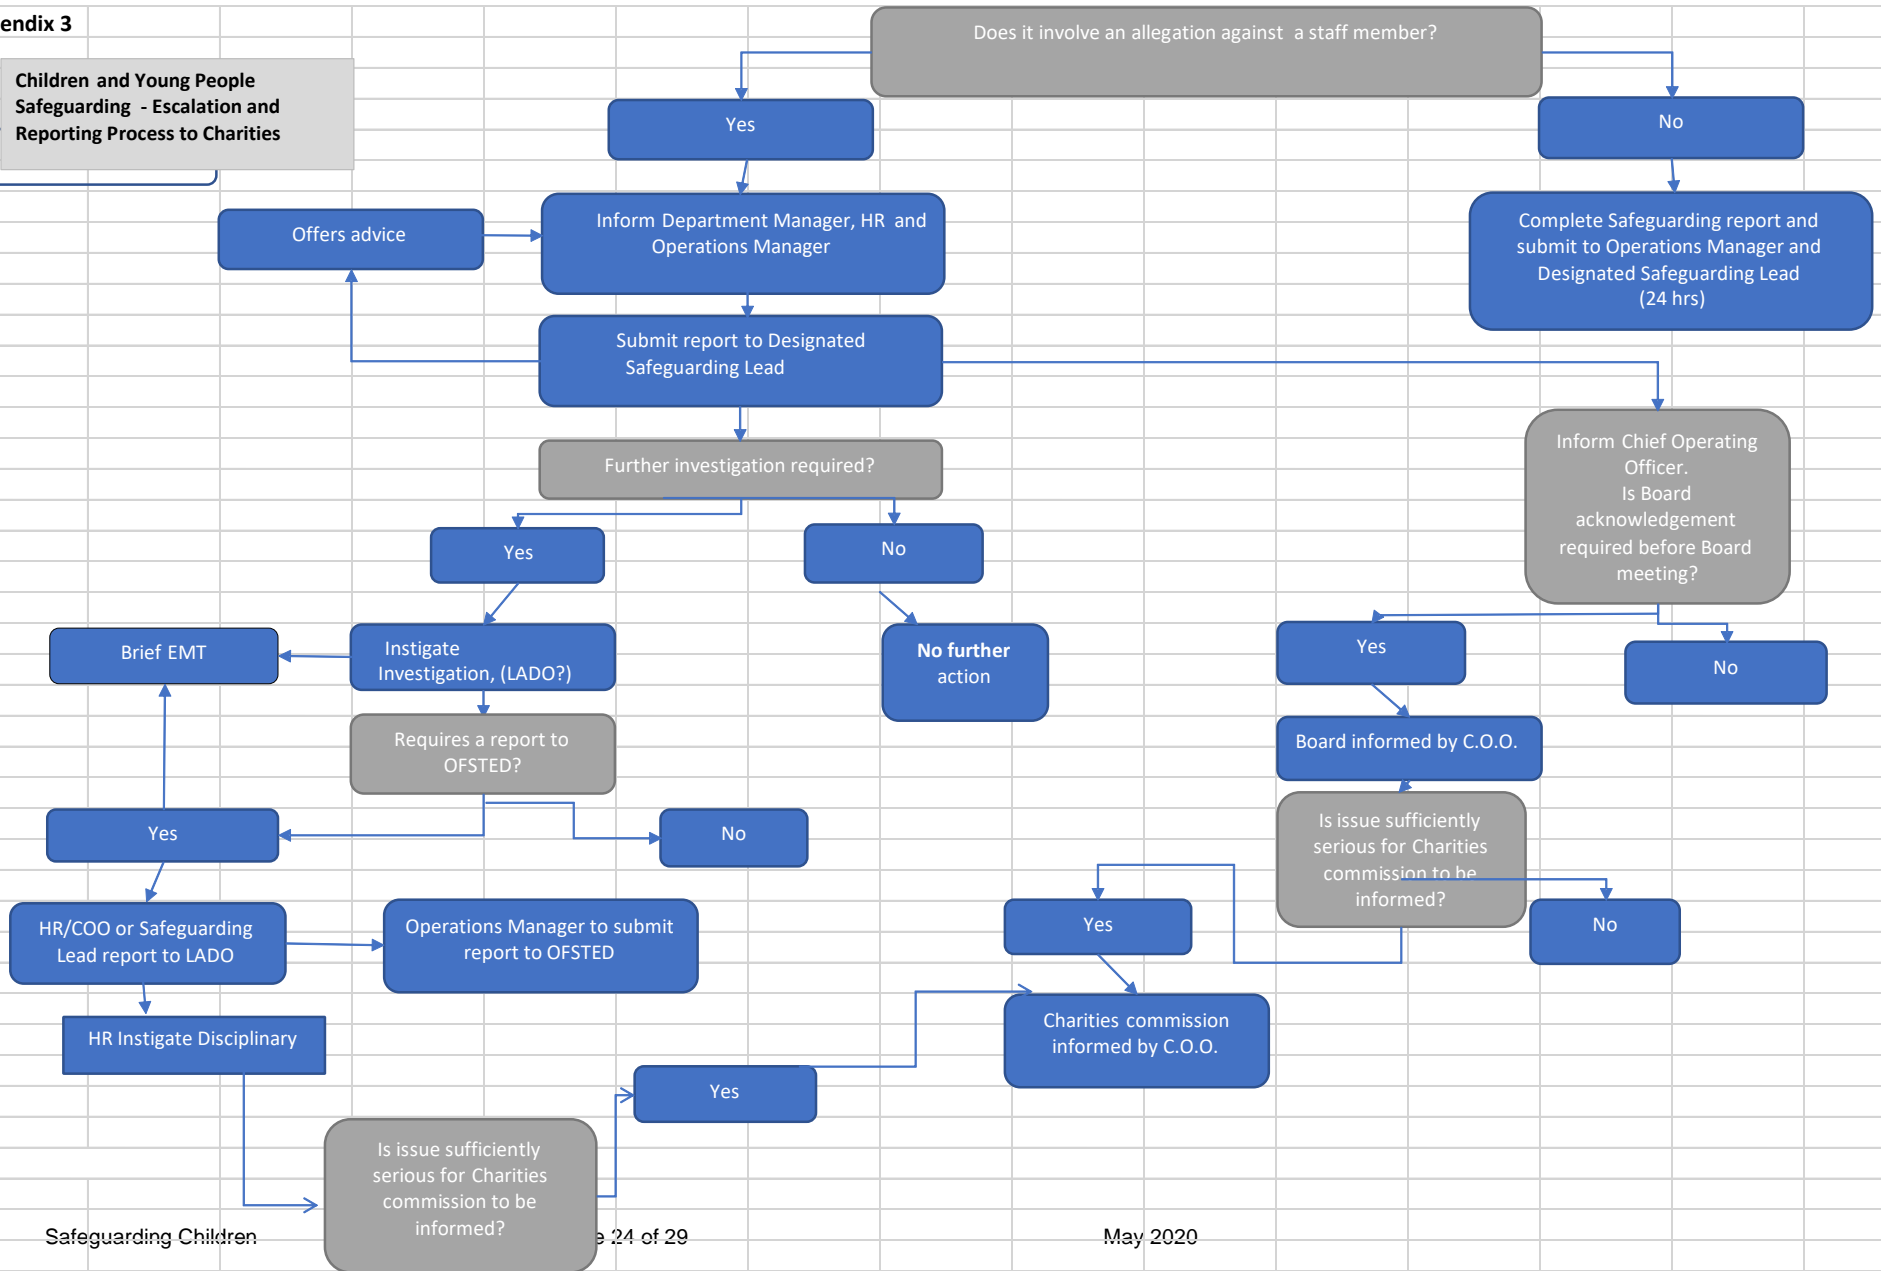 endix 3
Children and Young People
Safeguarding - Escalation and
Reporting Process to Charities
Does it involve an allegation against a staff member?
Yes
No
Offers advice
Inform Department Manager, HR and
Operations Manager
Complete Safeguarding report and
submit to Operations Manager and
Designated Safeguarding Lead
(24 hrs)
Submit report to Designated
Safeguarding Lead
Further investigation required?
Inform Chief Operating
Officer.
Is Board
acknowledgement
required before Board
meeting?
Yes
No
Brief EMT
Instigate
Investigation, (LADO?)
No further
action
Yes
No
Requires a report to
OFSTED?
Board informed by C.O.O.
Yes
No
Is issue sufficiently
serious for Charities
commission to be
informed?
HR/COO or Safeguarding
Lead report to LADO
Operations Manager to submit
report to OFSTED
Yes
No
HR Instigate Disciplinary
Charities commission
informed by C.O.O.
Yes
Is issue sufficiently
serious for Charities
commission to be
informed?
Safeguarding Children
e 24 of 29
May 2020